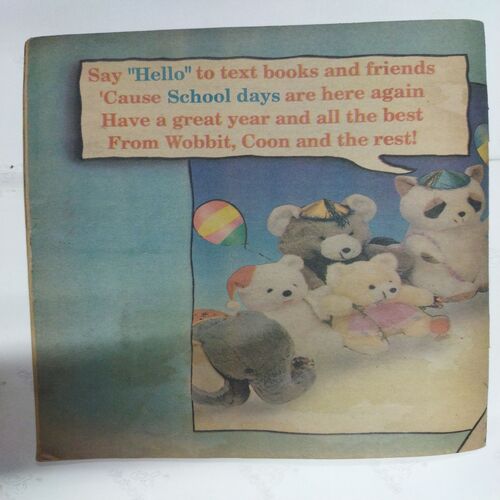 Say "Hello" to text books and friends
'Cause School days are here again
Have a great year and all the best
From Wobbit, Coon and the rest!